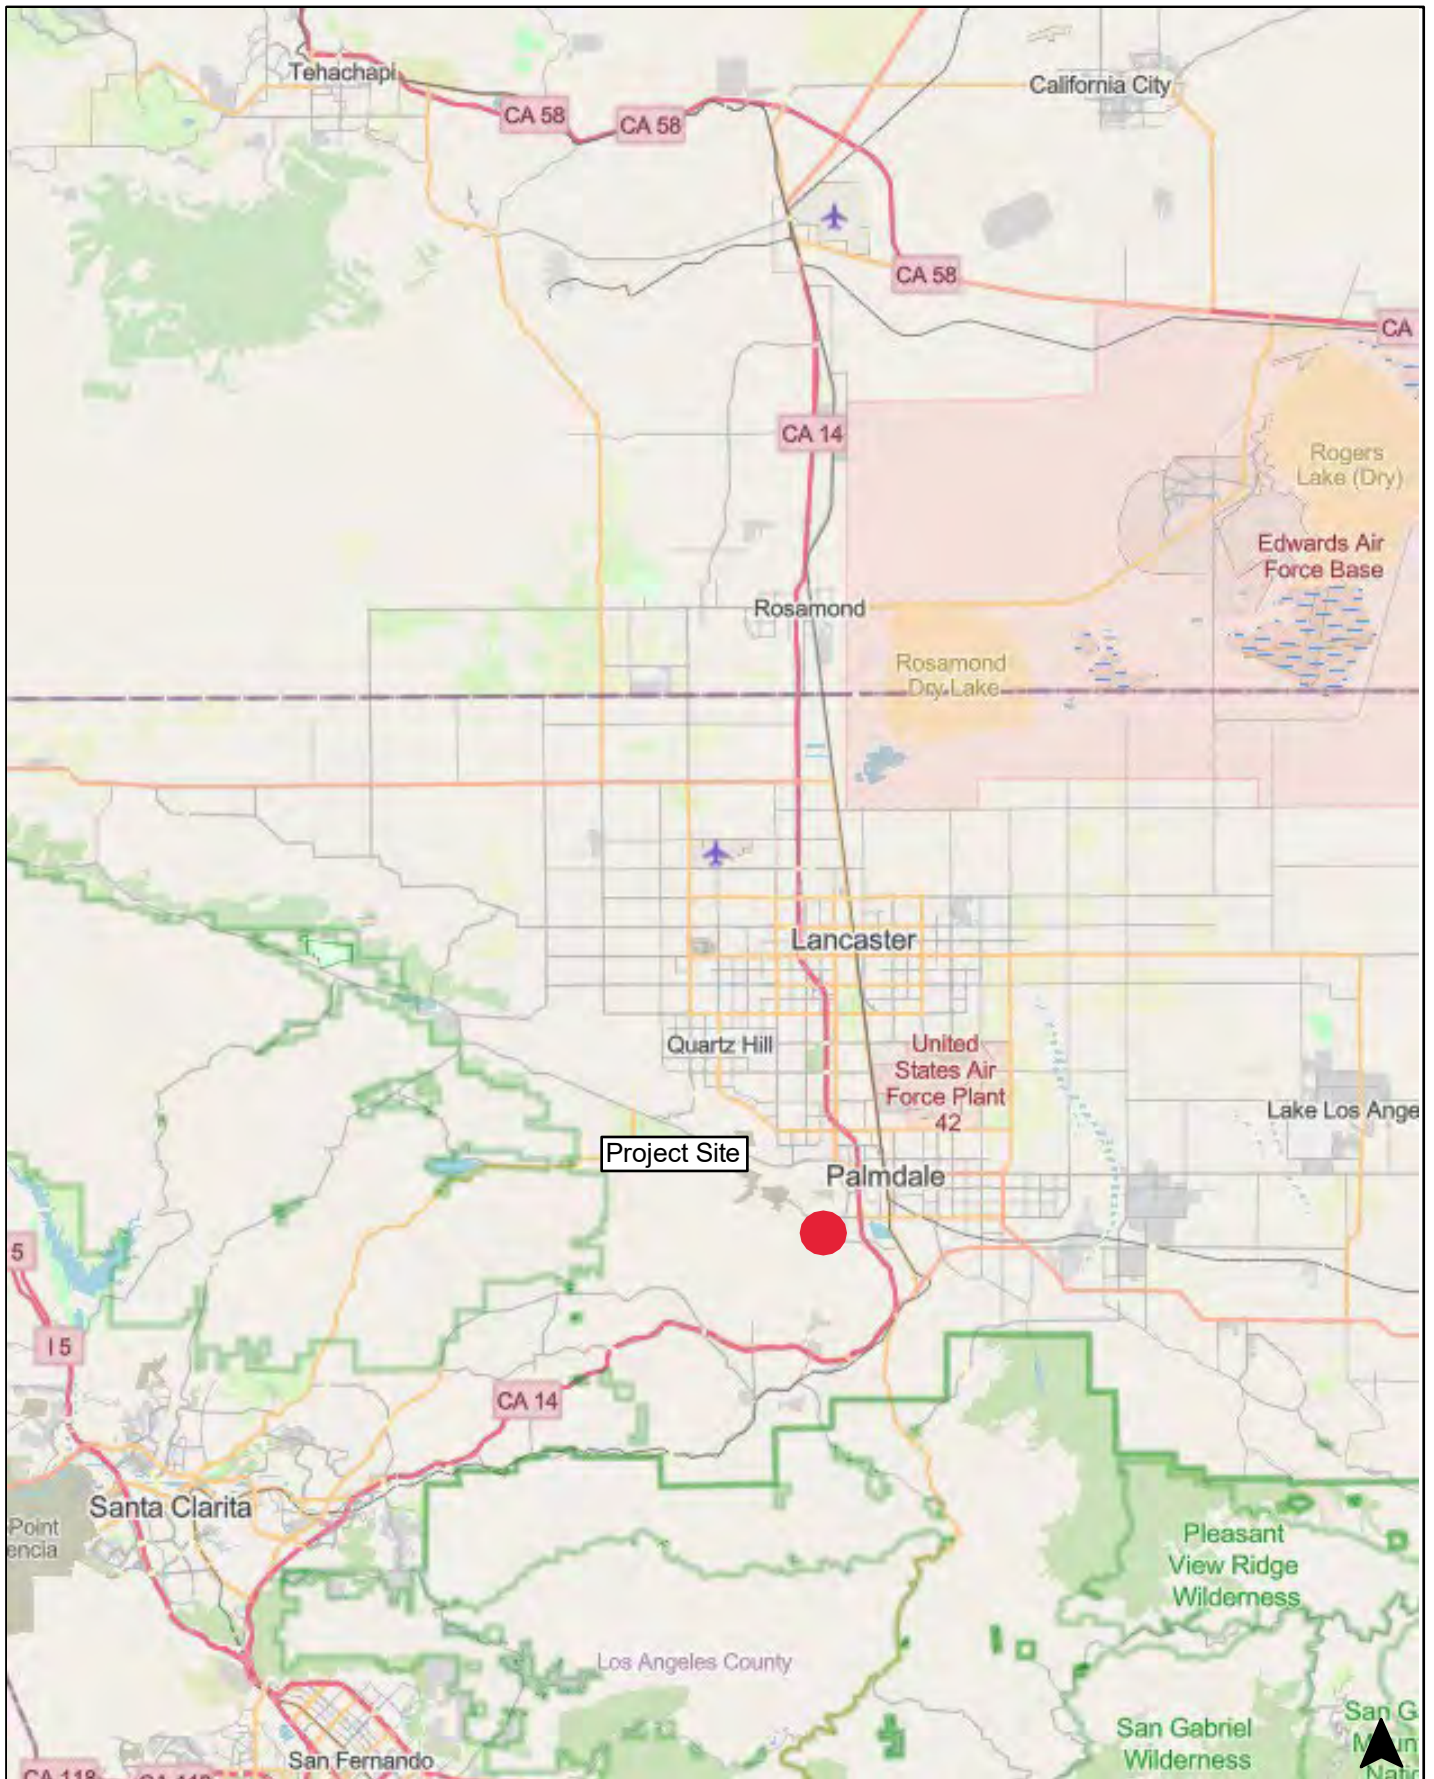 Tehachapi
California City
CA 58
CA 58
CA 58
CA
CA 14
Rogers
Lake (Dry)
Edwards Air
Force Base
Rosamond
Rosamond
Dry Lake
Lancaster
Quartz Hill
United
States Air
Force Plant
42
Lake Los Ange
Project Site
Palmdale
5
I 5
CA 14
Santa Clarita
Point
encia
Pleasant
View Ridge
Wilderness
Los Angeles County
San Gabriel
Wilderness
San G
San Fernando
CA 118